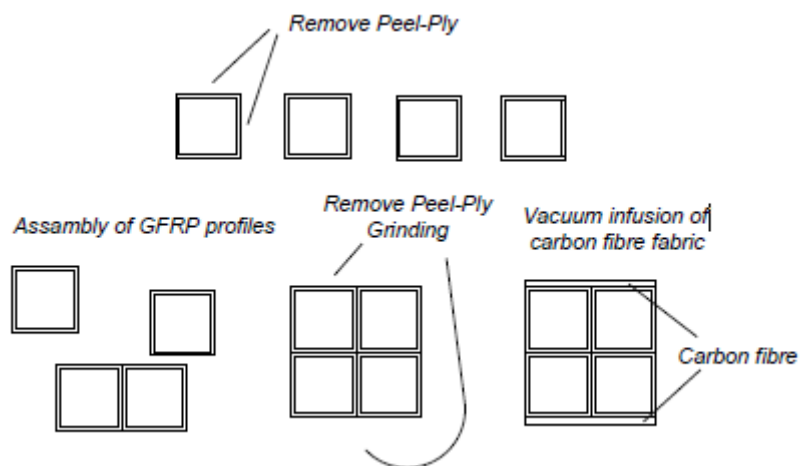 Remove Peel-Ply
Assambly of GFRP profiles
Remove Peel-Ply
Grinding
Vacuum infusion of
carbon fibre fabric
Carbon fibre